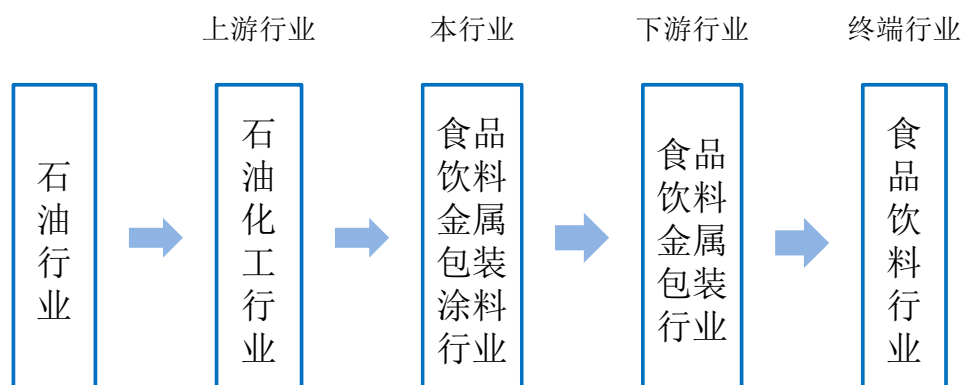 上游行业 本行业 下游行业 终端行业
石油行业
石油化工行业
食品
饮料
金属
包装
涂料
行业
食品
饮料
金属
包装
行业
食品饮料行业